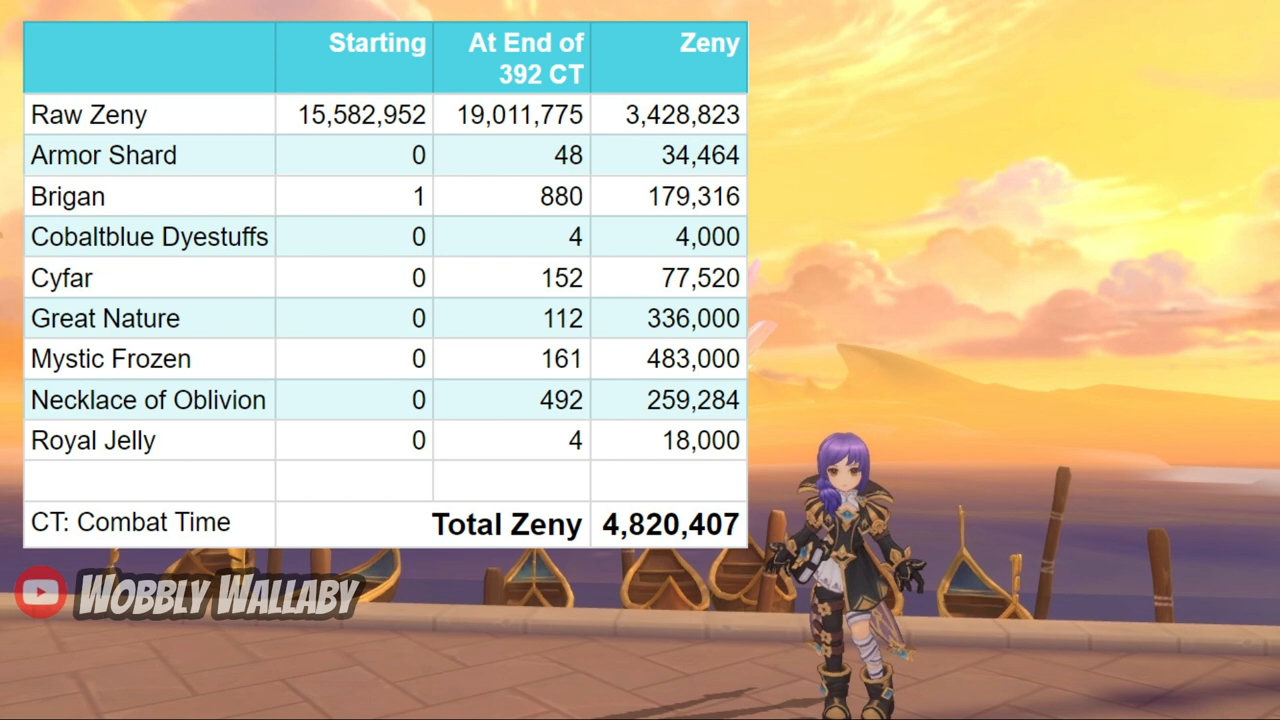 Starting At End of 392 CT Zeny
Raw Zeny 15,582,952 19,011,775 3,428,823
Armor Shard 0 48 34,464
Brigan 1 880 179,316
Cobaltblue Dyestuffs 0 4 4,000
Cyfar 0 152 77,520
Great Nature 0 112 336,000
Mystic Frozen 0 161 483,000
Necklace of Oblivion 0 492 259,284
Royal Jelly 0 4 18,000
CT: Combat Time Total Zeny 4,820,407
Wobbly Wallaby